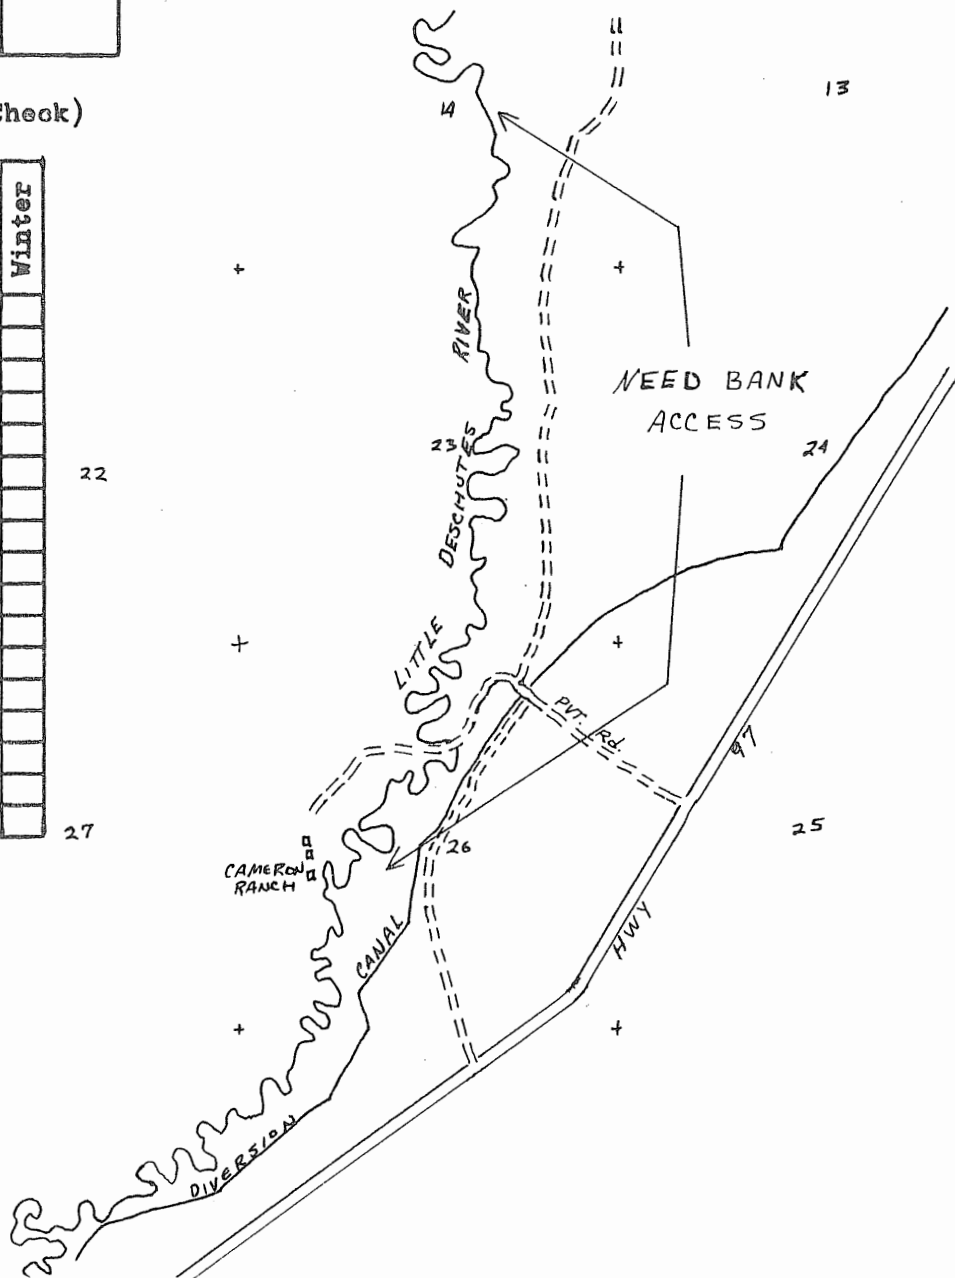 13
heck)
14
Winter
RIVER
NEED BANK
ACCESS
23
24
22
DESCHUTES
LITTLE
PVT. Rd.
97
27
25
26
CAMERON
RANCH
HWY
CANAL
DIVERSION